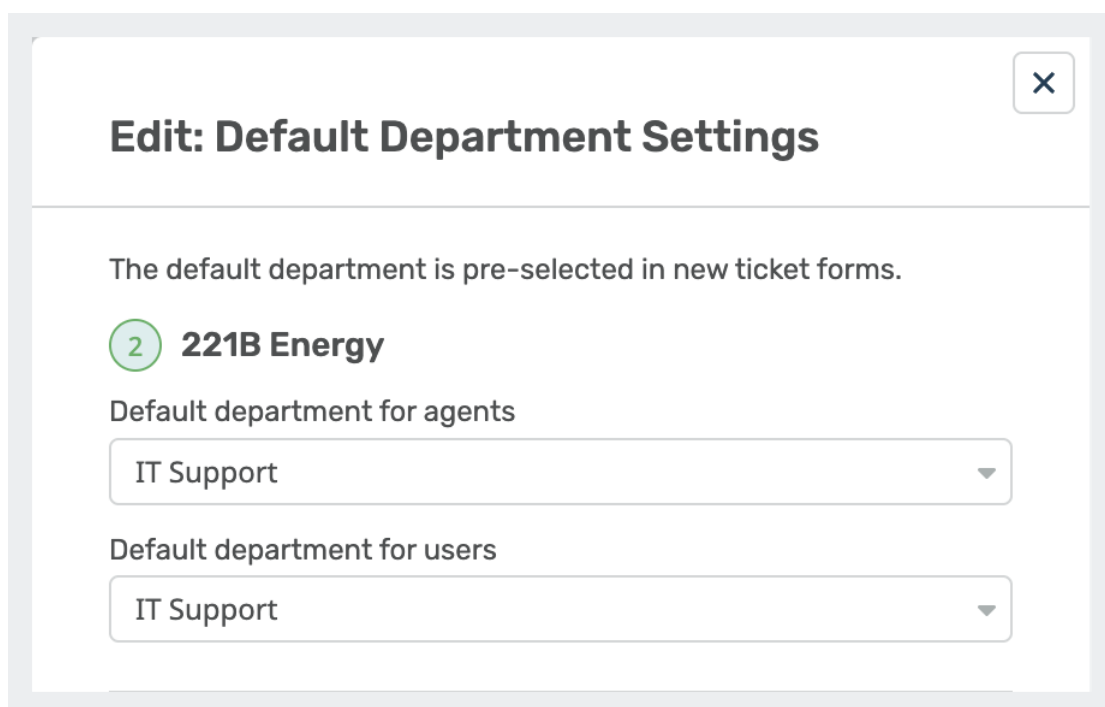 Edit: Default Department Settings
The default department is pre-selected in new ticket forms.
2 221B Energy
Default department for agents
IT Support
Default department for users
IT Support